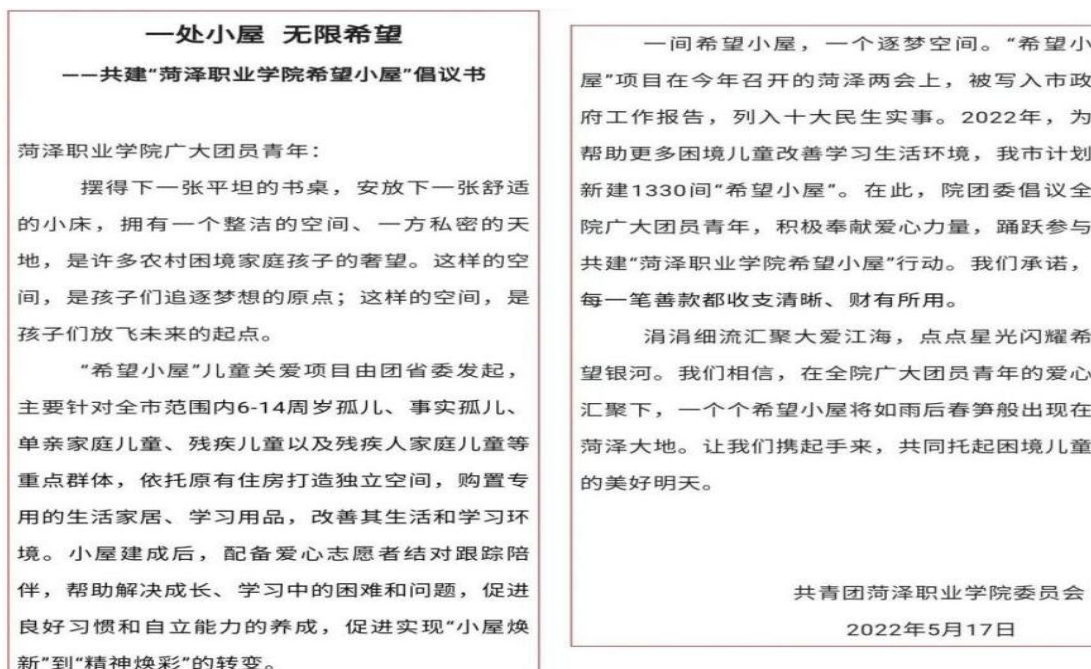 一处小屋 无限希望
——共建“菏泽职业学院希望小屋”倡议书
菏泽职业学院广大团员青年：
摆得下一张平坦的书桌，安放下一张舒适
的小床，拥有一个整洁的空间、一方私密的天
地，是许多农村困境家庭孩子的奢望。这样的空
间，是孩子们追逐梦想的原点；这样的空间，是
孩子们放飞未来的起点。
“希望小屋”儿童关爱项目由团省委发起，
主要针对全市范围内6-14周岁孤儿、事实孤儿、
单亲家庭儿童、残疾儿童以及残疾人家庭儿童等
重点群体，依托原有住房打造独立空间，购置专
用的生活家居、学习用品，改善其生活和学习环
境。小屋建成后，配备爱心志愿者结对跟踪陪
伴，帮助解决成长、学习中的困难和问题，促进
良好习惯和自立能力的养成，促进实现“小屋焕
新”到“精神焕彩”的转变。
一间希望小屋，一个逐梦空间。“希望小
屋”项目在今年召开的菏泽两会上，被写入市政
府工作报告，列入十大民生实事。2022年，为
帮助更多困境儿童改善学习生活环境，我市计划
新建1330间“希望小屋”。在此，院团委倡议全
院广大团员青年，积极奉献爱心力量，踊跃参与
共建“菏泽职业学院希望小屋”行动。我们承诺，
每一笔善款都收支清晰、财有所用。
涓涓细流汇聚大爱江海，点点星光闪耀希
望银河。我们相信，在全院广大团员青年的爱心
汇聚下，一个个希望小屋将如雨后春笋般出现在
菏泽大地。让我们携起手来，共同托起困境儿童
的美好明天。
共青团菏泽职业学院委员会
2022年5月17日